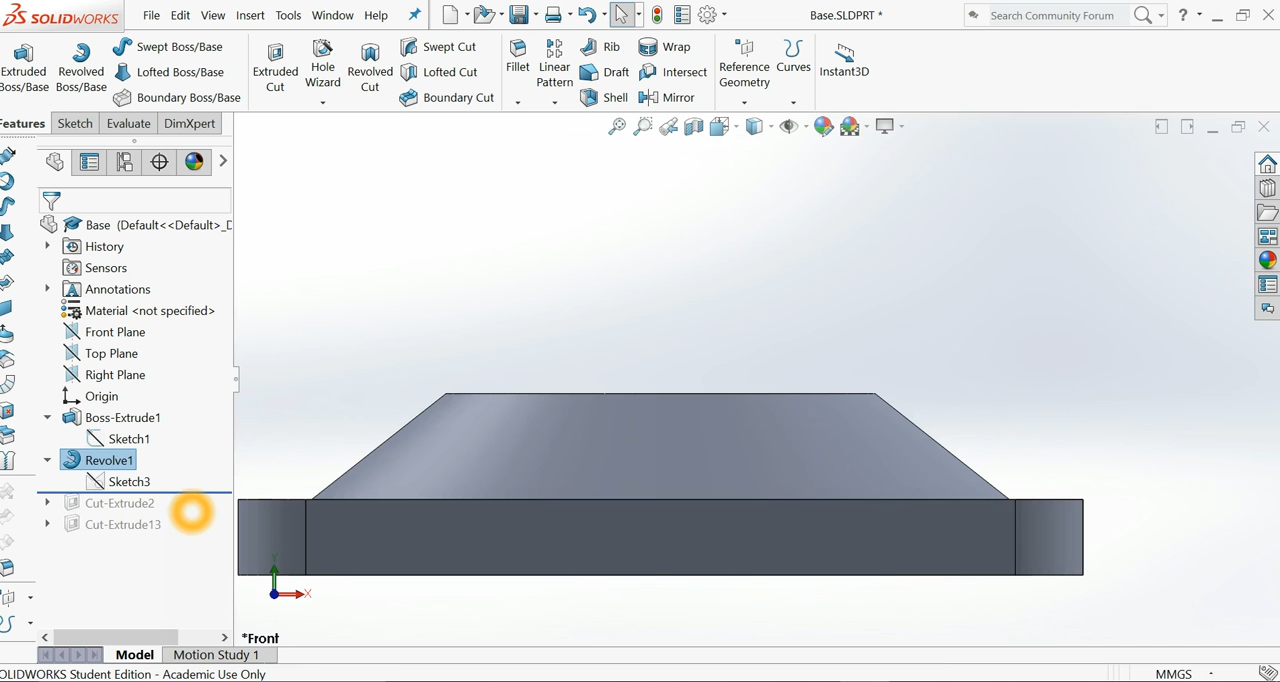 SOLIDWORKS File Edit View Insert Tools Window Help Base.SLDPRT * Search Community Forum ?
Extruded Boss/Base
Revolved Boss/Base
Swept Boss/Base
Lofted Boss/Base
Boundary Boss/Base
Extruded Cut
Hole Wizard
Revolved Cut
Swept Cut
Lofted Cut
Boundary Cut
Fillet
Linear Pattern
Rib
Draft
Shell
Wrap
Intersect
Mirror
Reference Geometry
Curves
Instant3D
Features Sketch Evaluate DimXpert
Base (Default<<Default>_D
History
Sensors
Annotations
Material <not specified>
Front Plane
Top Plane
Right Plane
Origin
Boss-Extrude1
Sketch1
Revolve1
Sketch3
Cut-Extrude2
Cut-Extrude13
Y
X
*Front
Model Motion Study 1
OLIDWORKS Student Edition - Academic Use Only MMGS -